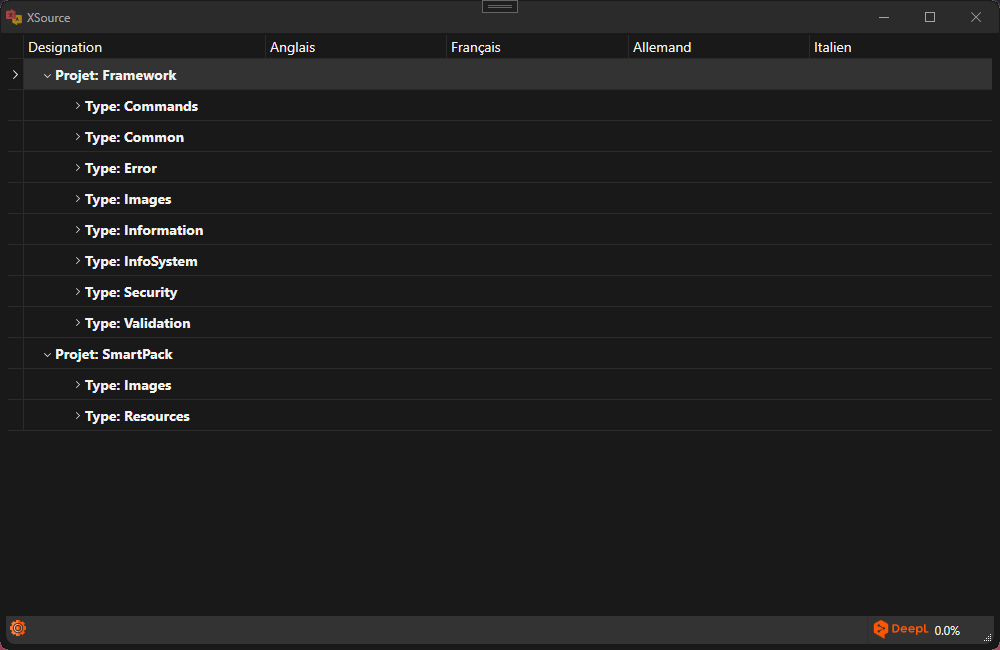 XSource
Designation Anglais Français Allemand Italien
Projet: Framework
Type: Commands
Type: Common
Type: Error
Type: Images
Type: Information
Type: InfoSystem
Type: Security
Type: Validation
Projet: SmartPack
Type: Images
Type: Resources
DeepL 0.0%